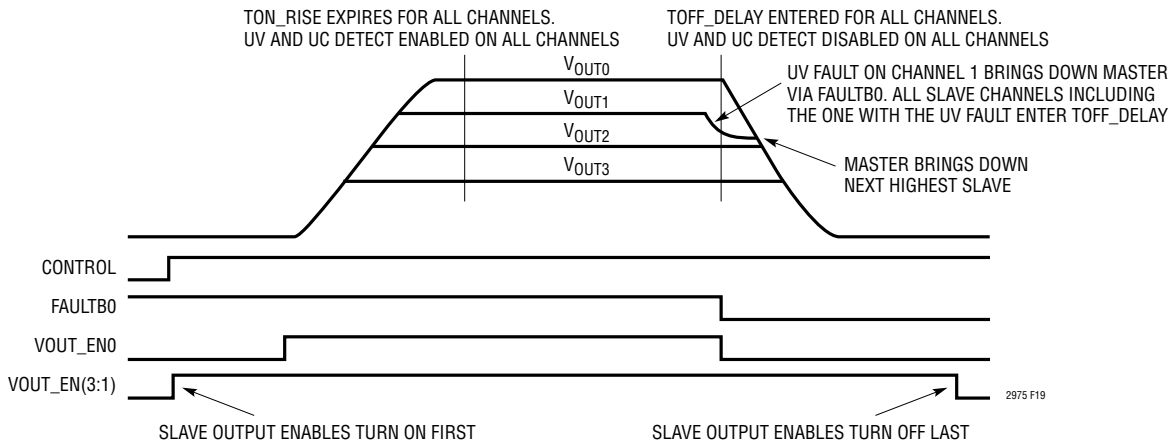 TON_RISE EXPIRES FOR ALL CHANNELS.
UV AND UC DETECT ENABLED ON ALL CHANNELS
TOFF_DELAY ENTERED FOR ALL CHANNELS.
UV AND UC DETECT DISABLED ON ALL CHANNELS
VOUT0
VOUT1
VOUT2
VOUT3
UV FAULT ON CHANNEL 1 BRINGS DOWN MASTER
VIA FAULTB0. ALL SLAVE CHANNELS INCLUDING
THE ONE WITH THE UV FAULT ENTER TOFF_DELAY
MASTER BRINGS DOWN
NEXT HIGHEST SLAVE
CONTROL
FAULTB0
VOUT_EN0
VOUT_EN(3:1)
2975 F19
SLAVE OUTPUT ENABLES TURN ON FIRST
SLAVE OUTPUT ENABLES TURN OFF LAST